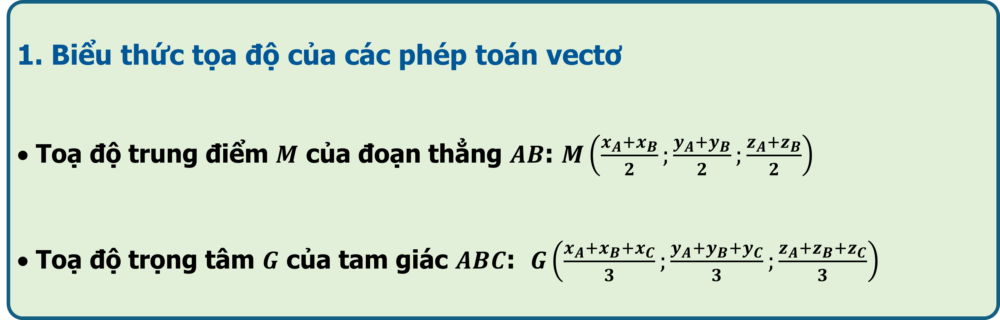 1. Biểu thức tọa độ của các phép toán vectơ
• Toạ độ trung điểm $M$ của đoạn thẳng $AB$: $M\left(\frac{x_A+x_B}{2};\frac{y_A+y_B}{2};\frac{z_A+z_B}{2}\right)$
• Toạ độ trọng tâm $G$ của tam giác $ABC$: $G\left(\frac{x_A+x_B+x_C}{3};\frac{y_A+y_B+y_C}{3};\frac{z_A+z_B+z_C}{3}\right)$